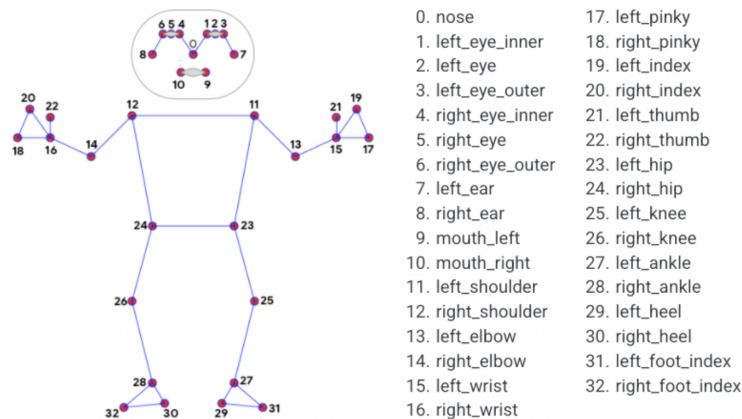 6 5 4 1 2 3
0
8 7
10 9
20 22 12 11 21 19
18 16 14 13 15 17
24 23
26 25
28 27
32 30 29 31
0. nose
1. left_eye_inner
2. left_eye
3. left_eye_outer
4. right_eye_inner
5. right_eye
6. right_eye_outer
7. left_ear
8. right_ear
9. mouth_left
10. mouth_right
11. left_shoulder
12. right_shoulder
13. left_elbow
14. right_elbow
15. left_wrist
16. right_wrist
17. left_pinky
18. right_pinky
19. left_index
20. right_index
21. left_thumb
22. right_thumb
23. left_hip
24. right_hip
25. left_knee
26. right_knee
27. left_ankle
28. right_ankle
29. left_heel
30. right_heel
31. left_foot_index
32. right_foot_index